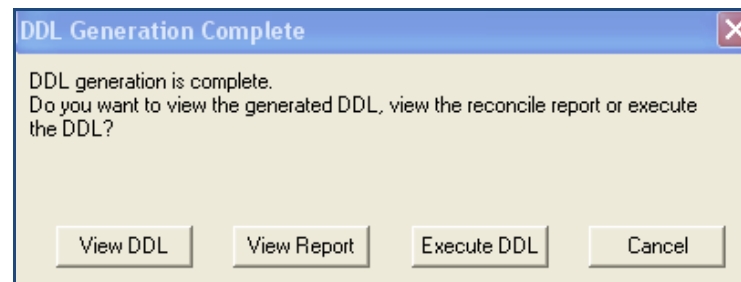 DDL Generation Complete
DDL generation is complete.
Do you want to view the generated DDL, view the reconcile report or execute
the DDL?
View DDL View Report Execute DDL Cancel